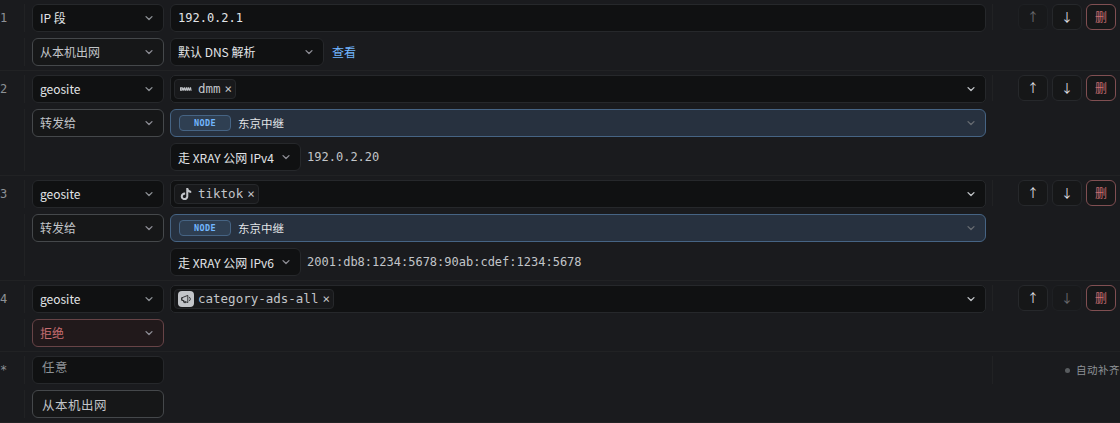 1 IP 段 192.0.2.1 ↑ ↓ 删
从本机出网 默认 DNS 解析 查看
2 geosite dmm × ↑ ↓ 删
转发给 NODE 东京中继
走 XRAY 公网 IPv4 192.0.2.20
3 geosite tiktok × ↑ ↓ 删
转发给 NODE 东京中继
走 XRAY 公网 IPv6 2001:db8:1234:5678:90ab:cdef:1234:5678
4 geosite category-ads-all × ↑ ↓ 删
拒绝
* 任意 自动补齐
从本机出网